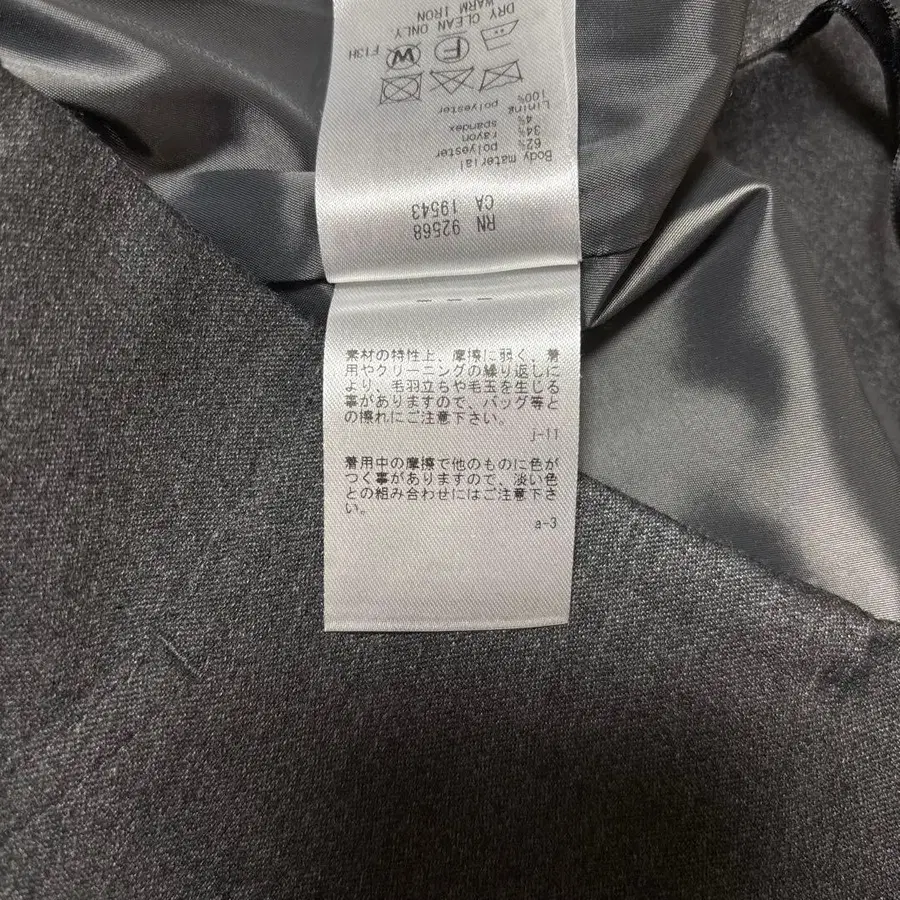 RN 92568
CA 19543
Body material
62% polyester
34% rayon
4% spandex
Lining
100% polyester
W
F
F13H
DRY CLEAN ONLY.
WARM IRON
素材の特性上、摩擦に弱く、着
用やクリーニングの繰り返しに
より、毛羽立ちや毛玉を生じる
事がありますので、バッグ等と
の擦れにご注意下さい。
j-11
着用中の摩擦で他のものに色が
つく事がありますので、淡い色
との組み合わせにはご注意下さ
い。
a-3